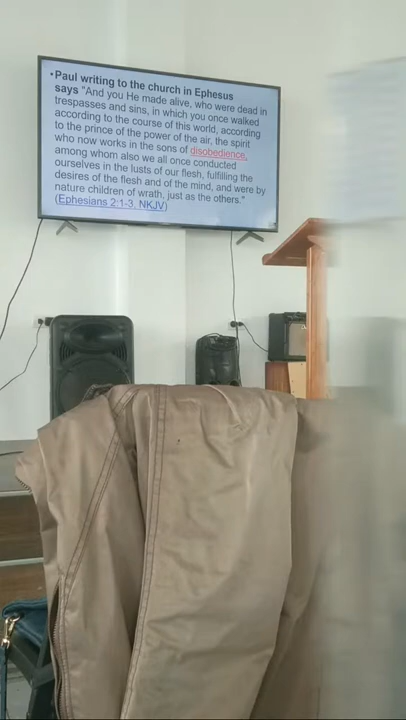 •Paul writing to the church in Ephesus
says "And you He made alive, who were dead in
trespasses and sins, in which you once walked
according to the course of this world, according
to the prince of the power of the air, the spirit
who now works in the sons of disobedience,
among whom also we all once conducted
ourselves in the lusts of our flesh, fulfilling the
desires of the flesh and of the mind, and were by
nature children of wrath, just as the others."
(Ephesians 2:1-3, NKJV)